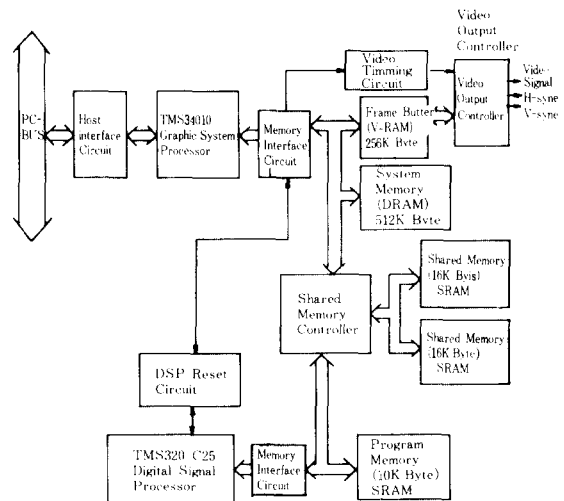 Video
Output
Controller
Video
Timming
Circuit
Video
Output
Controller
Video
Signal
H-sync
V-sync
PC-
BUS
Host
interface
Circuit
TMS34010
Graphic System
Processor
Memory
Interface
Circuit
Frame Butter
(V-RAM)
256K Byte
System
Memory
(DRAM)
512K Byte
Shared
Memory
Controller
Shared Memory
(16K Byis)
SRAM
Shared Memory
(16K Byte)
SRAM
DSP Reset
Circuit
TMS320 C25
Digital Signal
Processor
Memory
Interface
Circuit
Program
Memory
(10K Byte)
SRAM